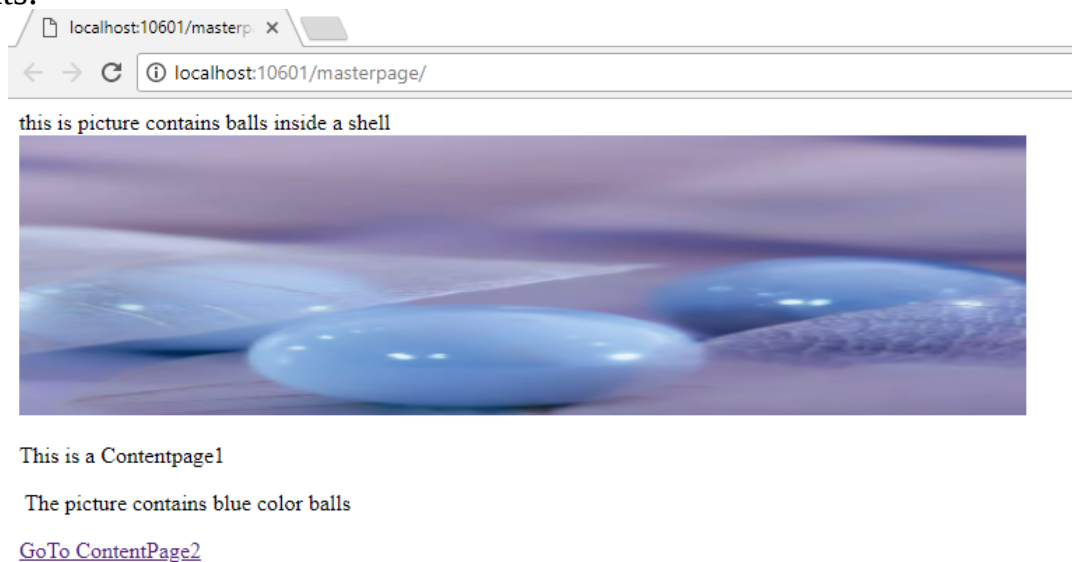 localhost:10601/masterp
localhost:10601/masterpage/
this is picture contains balls inside a shell
This is a Contentpage1
The picture contains blue color balls
GoTo ContentPage2